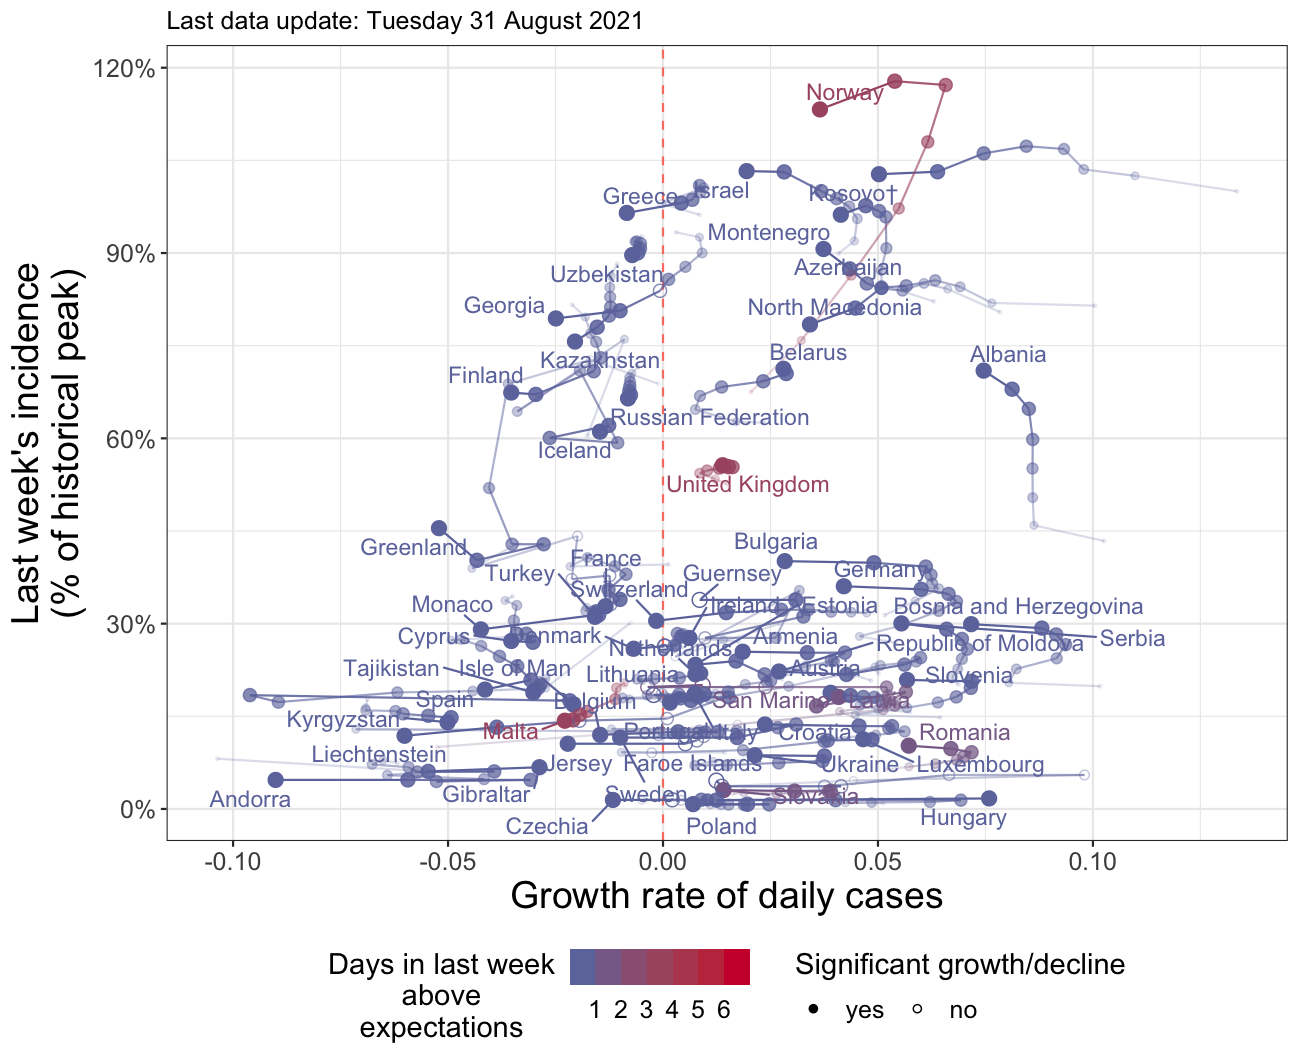 Last data update: Tuesday 31 August 2021
120%
90%
60%
30%
0%
Last week's incidence
(% of historical peak)
Norway
Greece
Israel
Kosovo†
Montenegro
Uzbekistan
Azerbaijan
Georgia
North Macedonia
Kazakhstan
Belarus
Albania
Finland
Russian Federation
Iceland
United Kingdom
Greenland
Bulgaria
France
Turkey
Guernsey
Germany
Switzerland
Monaco
Ireland
Estonia
Bosnia and Herzegovina
Cyprus
Denmark
Netherlands
Armenia
Republic of Moldova
Serbia
Tajikistan
Isle of Man
Lithuania
Austria
Slovenia
Spain
Belgium
San Marino
Latvia
Kyrgyzstan
Malta
Portugal
Italy
Croatia
Romania
Liechtenstein
Jersey
Faroe Islands
Ukraine
Luxembourg
Andorra
Gibraltar
Sweden
Slovakia
Czechia
Poland
Hungary
-0.10
-0.05
0.00
0.05
0.10
Growth rate of daily cases
Days in last week
above
expectations
1 2 3 4 5 6
Significant growth/decline
yes
no